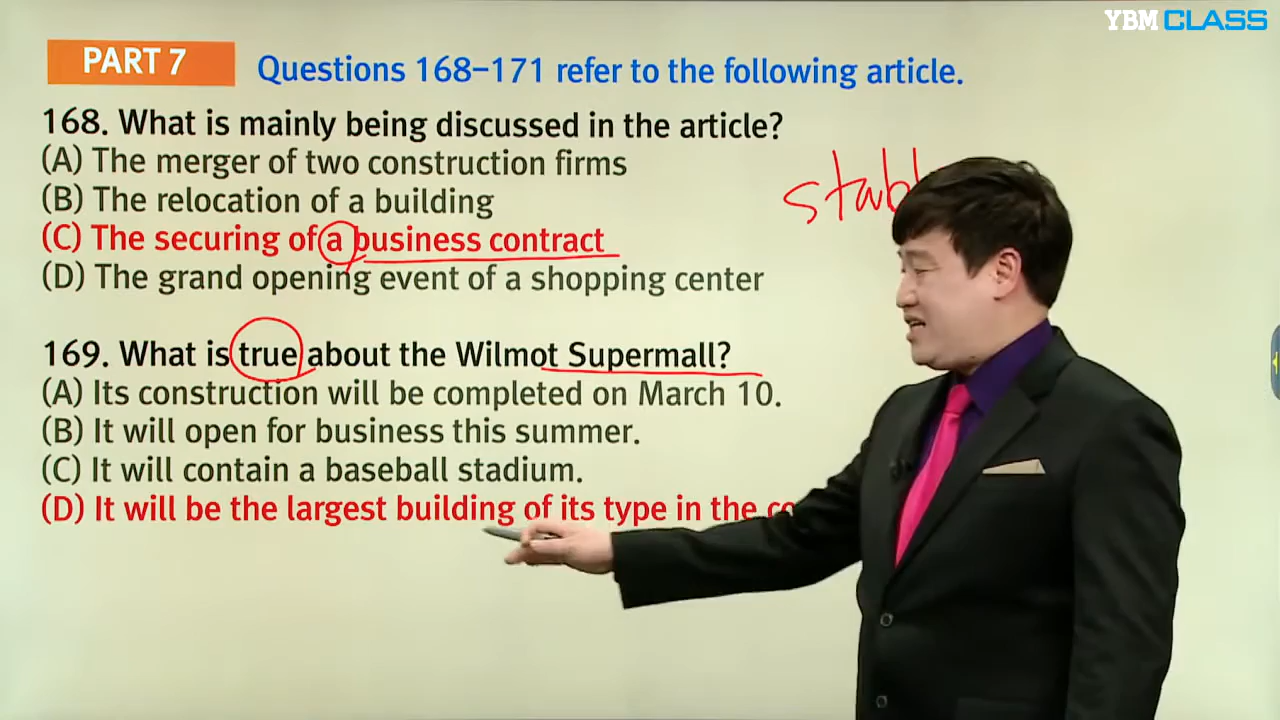 YBM CLASS
PART 7
Questions 168–171 refer to the following article.
168. What is mainly being discussed in the article?
(A) The merger of two construction firms
(B) The relocation of a building
(C) The securing of a business contract
(D) The grand opening event of a shopping center
169. What is true about the Wilmot Supermall?
(A) Its construction will be completed on March 10.
(B) It will open for business this summer.
(C) It will contain a baseball stadium.
(D) It will be the largest building of its type in the